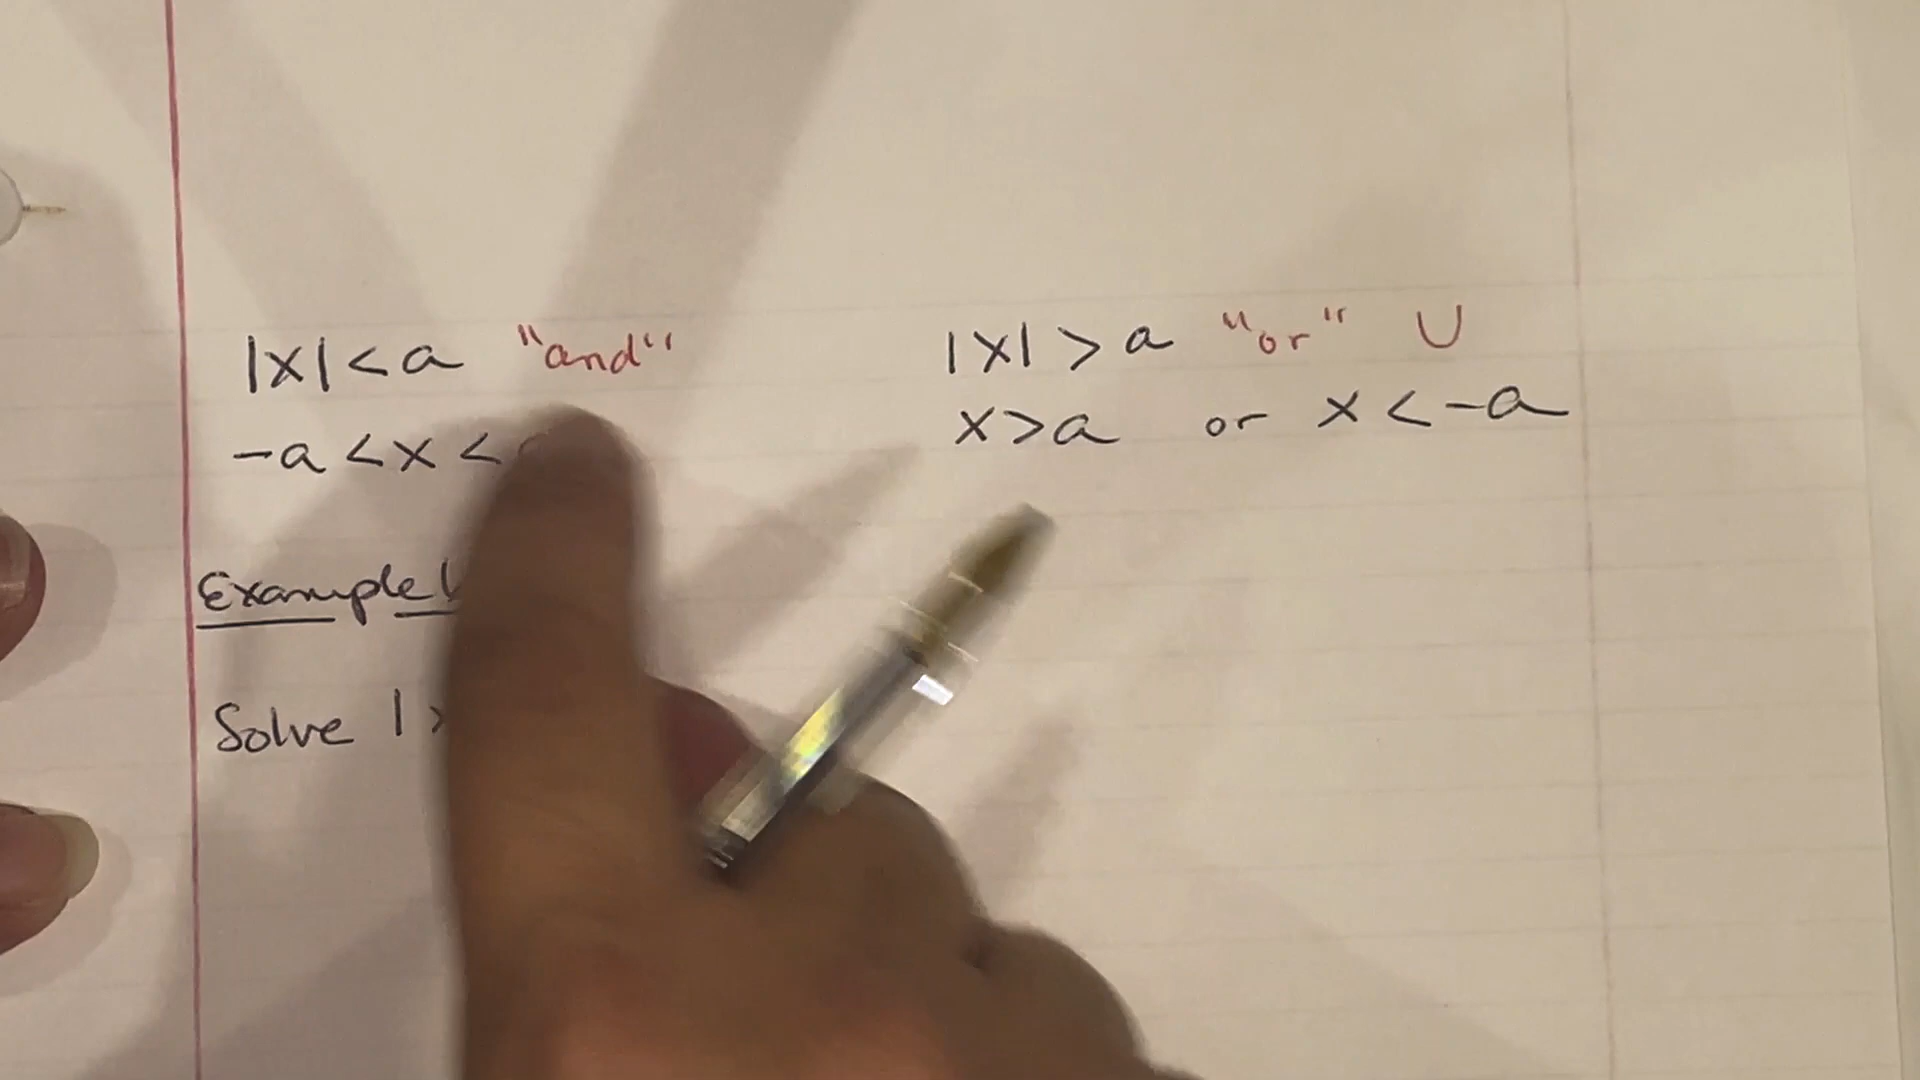 |x| < a "and"
-a < x <
|x| > a "or" ∪
x > a or x < -a
Example
Solve |